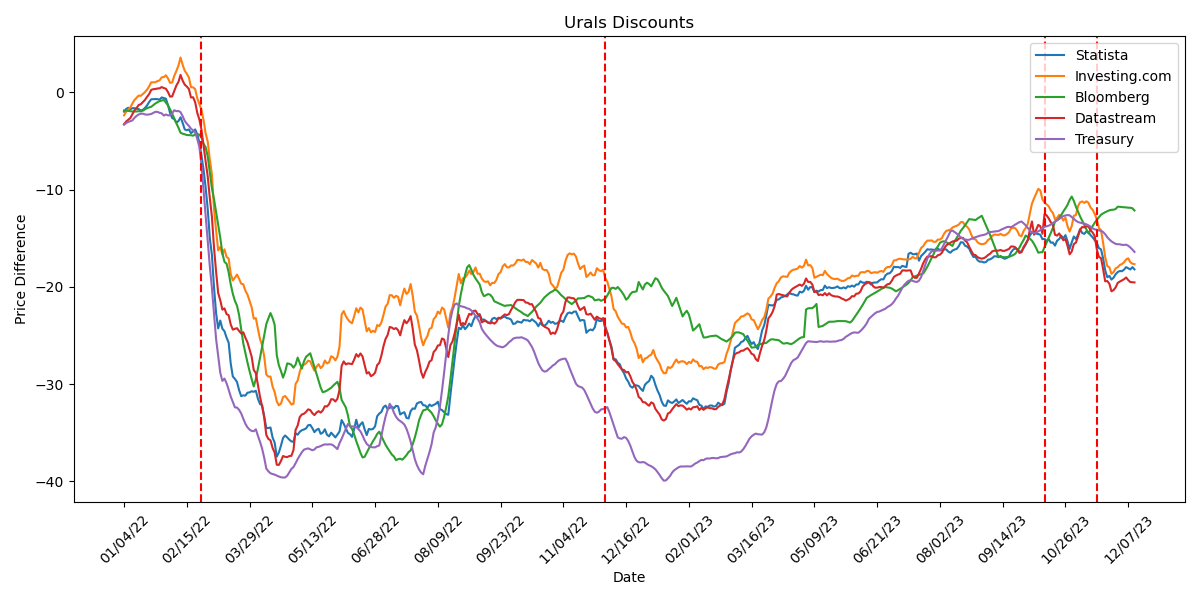 Urals Discounts
Statista
Investing.com
Bloomberg
Datastream
Treasury
Price Difference
0
−10
−20
−30
−40
01/04/22
02/15/22
03/29/22
05/13/22
06/28/22
08/09/22
09/23/22
11/04/22
12/16/22
02/01/23
03/16/23
05/09/23
06/21/23
08/02/23
09/14/23
10/26/23
12/07/23
Date